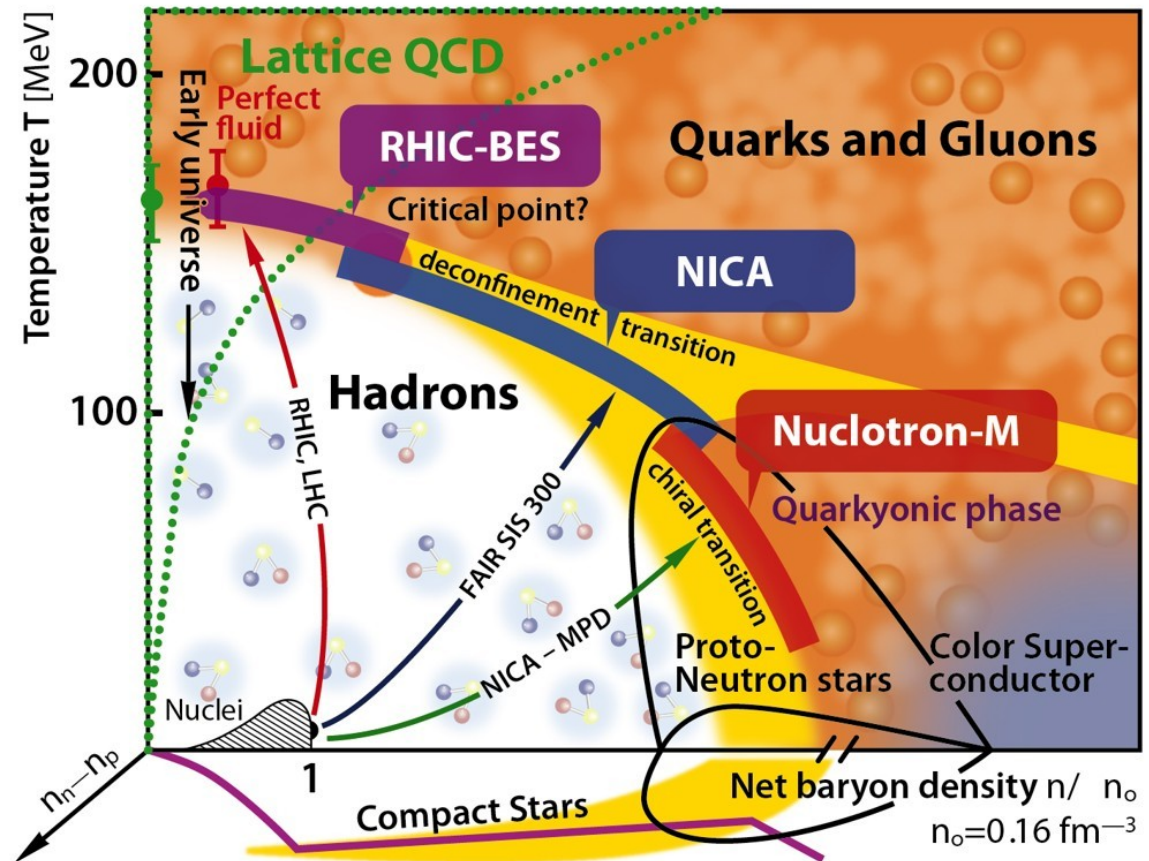 Temperature T [MeV]
200
100
Early universe
Lattice QCD
Perfect
fluid
RHIC-BES
Critical point?
Quarks and Gluons
NICA
deconfinement transition
Hadrons
Nuclotron-M
Quarkyonic phase
chiral transition
RHIC, LHC
FAIR SIS 300
NICA – MPD
Proto-
Neutron stars
Color Super-
conductor
Nuclei
1
nₙ—nₚ
Compact Stars
Net baryon density n/ nₒ
nₒ=0.16 fm⁻³